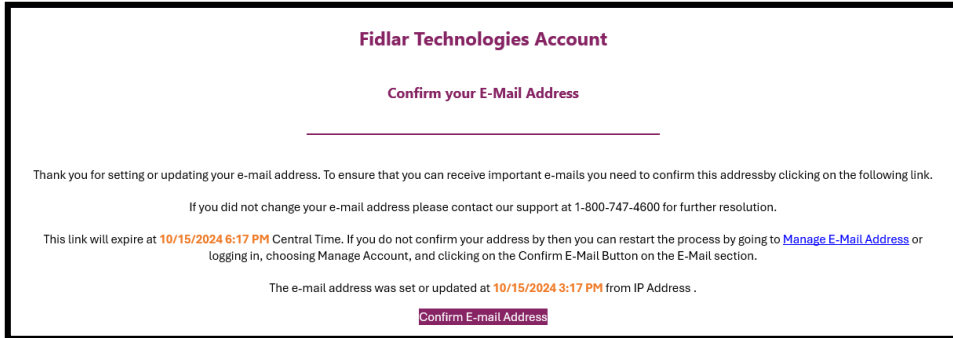 Fidlar Technologies Account
Confirm your E-Mail Address
Thank you for setting or updating your e-mail address. To ensure that you can receive important e-mails you need to confirm this addressby clicking on the following link.
If you did not change your e-mail address please contact our support at 1-800-747-4600 for further resolution.
This link will expire at 10/15/2024 6:17 PM Central Time. If you do not confirm your address by then you can restart the process by going to Manage E-Mail Address or
logging in, choosing Manage Account, and clicking on the Confirm E-Mail Button on the E-Mail section.
The e-mail address was set or updated at 10/15/2024 3:17 PM from IP Address .
Confirm E-mail Address